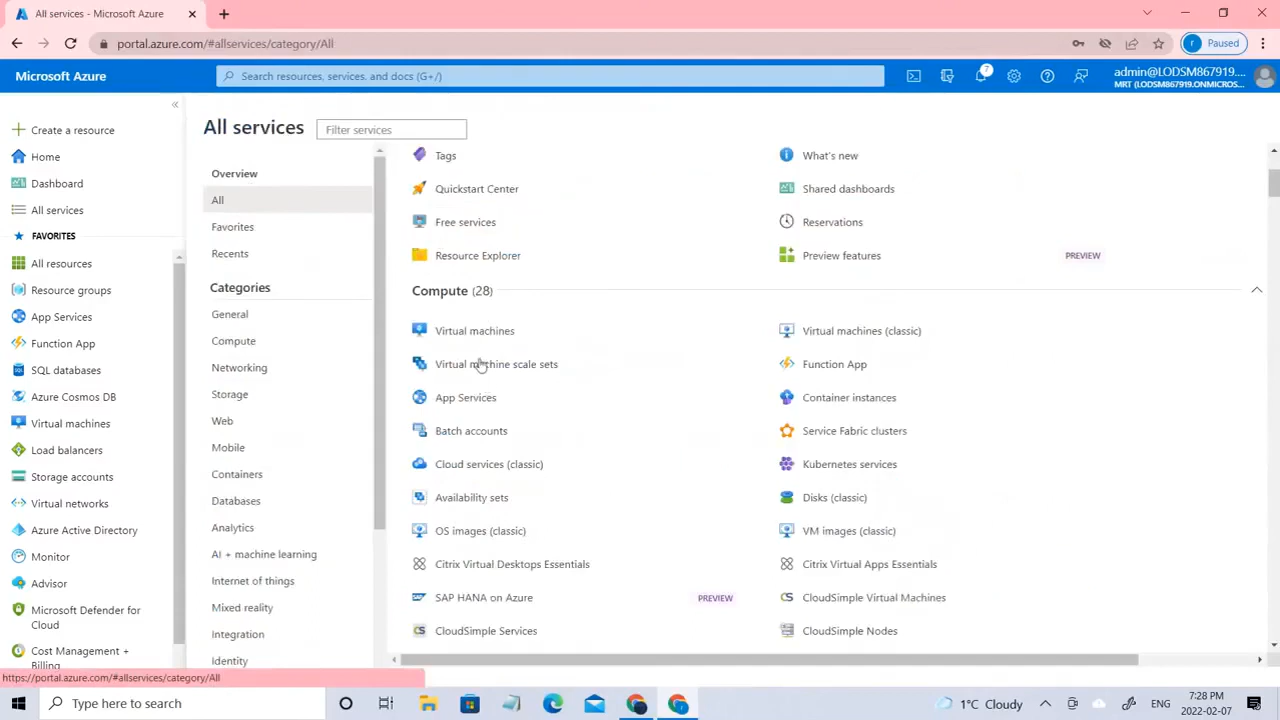 All services - Microsoft Azure
portal.azure.com/#allservices/category/All
r Paused
Microsoft Azure
Search resources, services, and docs (G+/)
7
admin@LODSM867919....
MRT (LODSM867919.ONMICROS...
«
Create a resource
Home
Dashboard
All services
FAVORITES
All resources
Resource groups
App Services
Function App
SQL databases
Azure Cosmos DB
Virtual machines
Load balancers
Storage accounts
Virtual networks
Azure Active Directory
Monitor
Advisor
Microsoft Defender for
Cloud
Cost Management +
Billing
All services
Filter services
Overview
All
Favorites
Recents
Categories
General
Compute
Networking
Storage
Web
Mobile
Containers
Databases
Analytics
AI + machine learning
Internet of things
Mixed reality
Integration
Identity
Tags
What's new
Quickstart Center
Shared dashboards
Free services
Reservations
Resource Explorer
Preview features PREVIEW
Compute (28)
Virtual machines
Virtual machines (classic)
Virtual machine scale sets
Function App
App Services
Container instances
Batch accounts
Service Fabric clusters
Cloud services (classic)
Kubernetes services
Availability sets
Disks (classic)
OS images (classic)
VM images (classic)
Citrix Virtual Desktops Essentials
Citrix Virtual Apps Essentials
SAP HANA on Azure PREVIEW
CloudSimple Virtual Machines
CloudSimple Services
CloudSimple Nodes
https://portal.azure.com/#allservices/category/All
Type here to search
1°C Cloudy
ENG
7:28 PM
2022-02-07